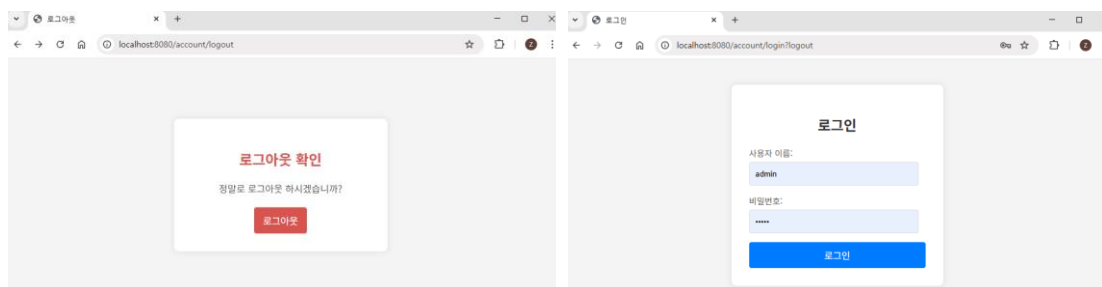 로그아웃
localhost:8080/account/logout
로그아웃 확인
정말로 로그아웃 하시겠습니까?
로그아웃
로그인
localhost:8080/account/login?logout
로그인
사용자 이름:
admin
비밀번호:
•••••
로그인